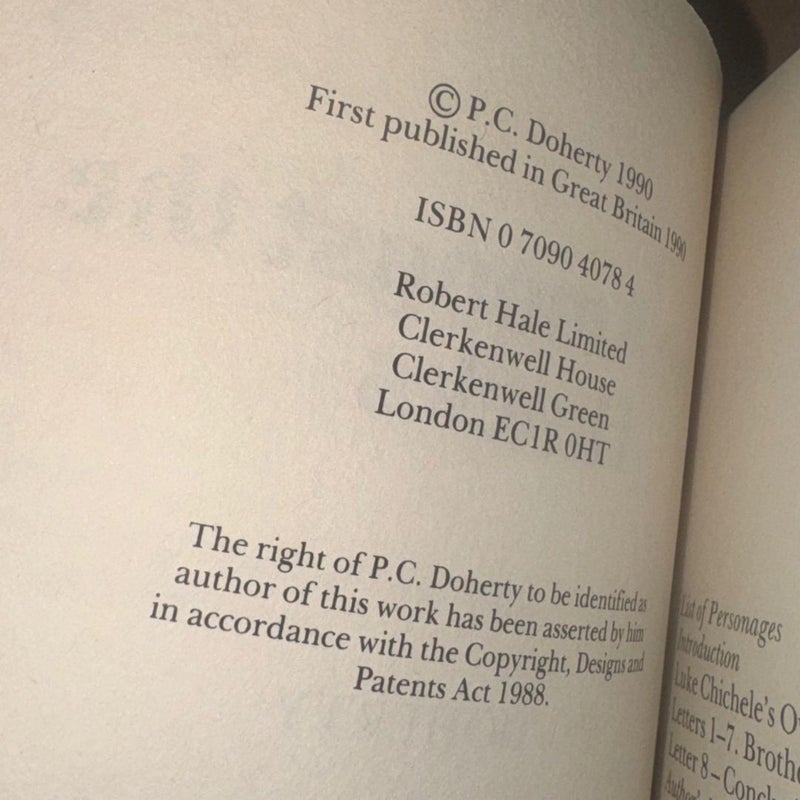 © P.C. Doherty 1990
First published in Great Britain 1990
ISBN 0 7090 4078 4
Robert Hale Limited
Clerkenwell House
Clerkenwell Green
London EC1R 0HT
The right of P.C. Doherty to be identified as
author of this work has been asserted by him
in accordance with the Copyright, Designs and
Patents Act 1988.
List of Personages
Introduction
Luke Chichele's
Letters 1–7.
Letter 8 –